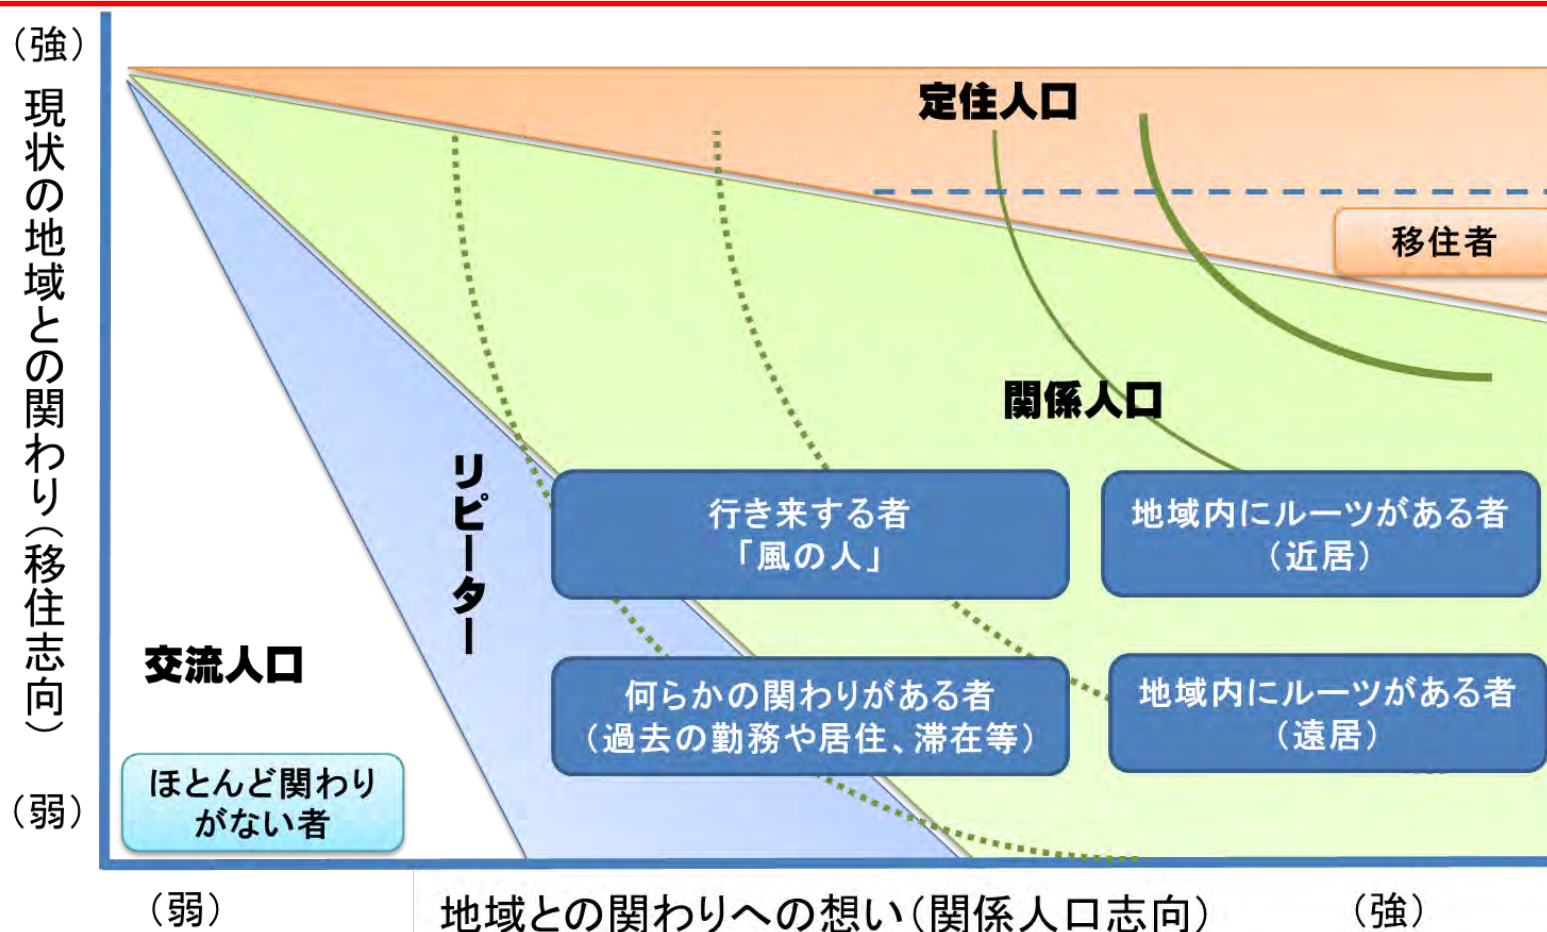 （強）
現状の地域との関わり（移住志向）
（弱）
定住人口
移住者
関係人口
リピーター
行き来する者
「風の人」
地域内にルーツがある者
（近居）
交流人口
何らかの関わりがある者
（過去の勤務や居住、滞在等）
地域内にルーツがある者
（遠居）
ほとんど関わり
がない者
（弱）
地域との関わりへの想い（関係人口志向）
（強）